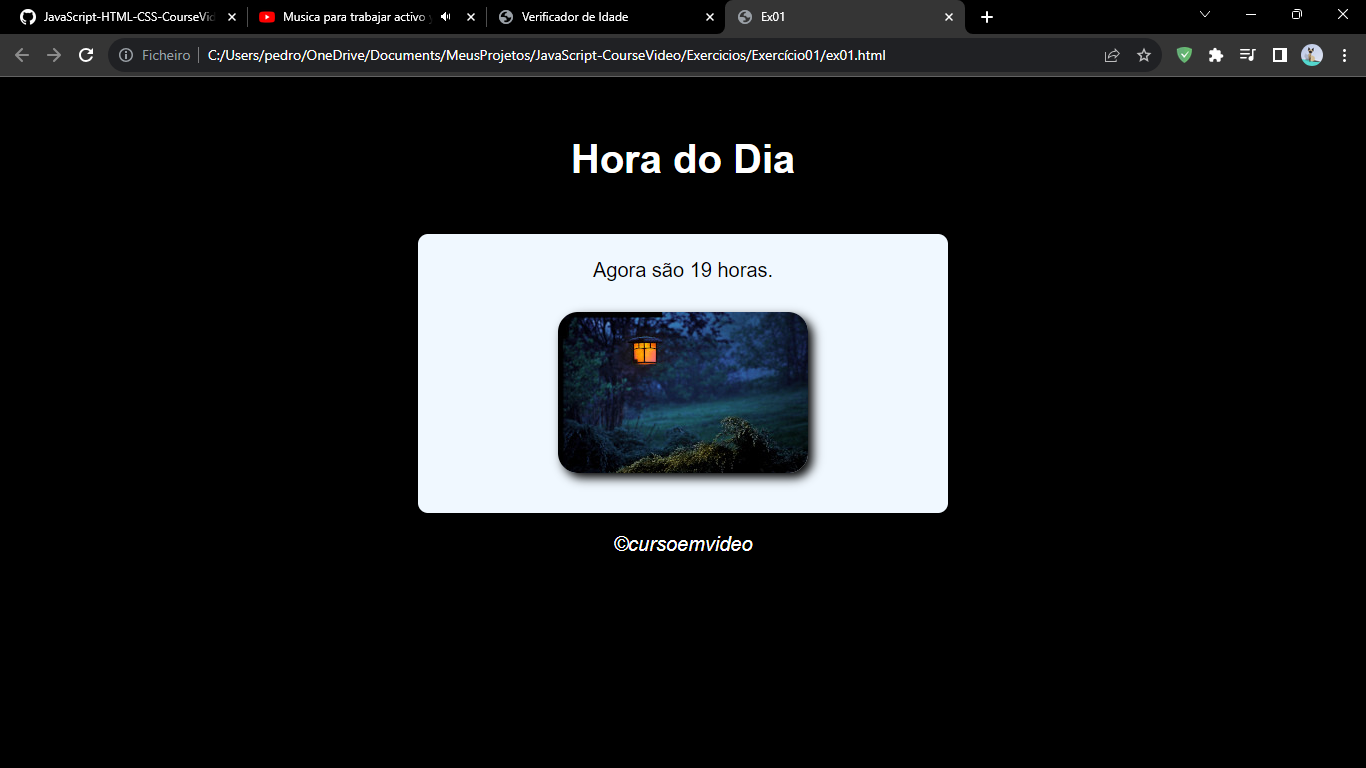 JavaScript-HTML-CSS-CourseVi
Musica para trabajar activo
Verificador de Idade
Ex01
Ficheiro
C:/Users/pedro/OneDrive/Documents/MeusProjetos/JavaScript-CourseVideo/Exercicios/Exercício01/ex01.html
Hora do Dia
Agora são 19 horas.
©cursoemvideo